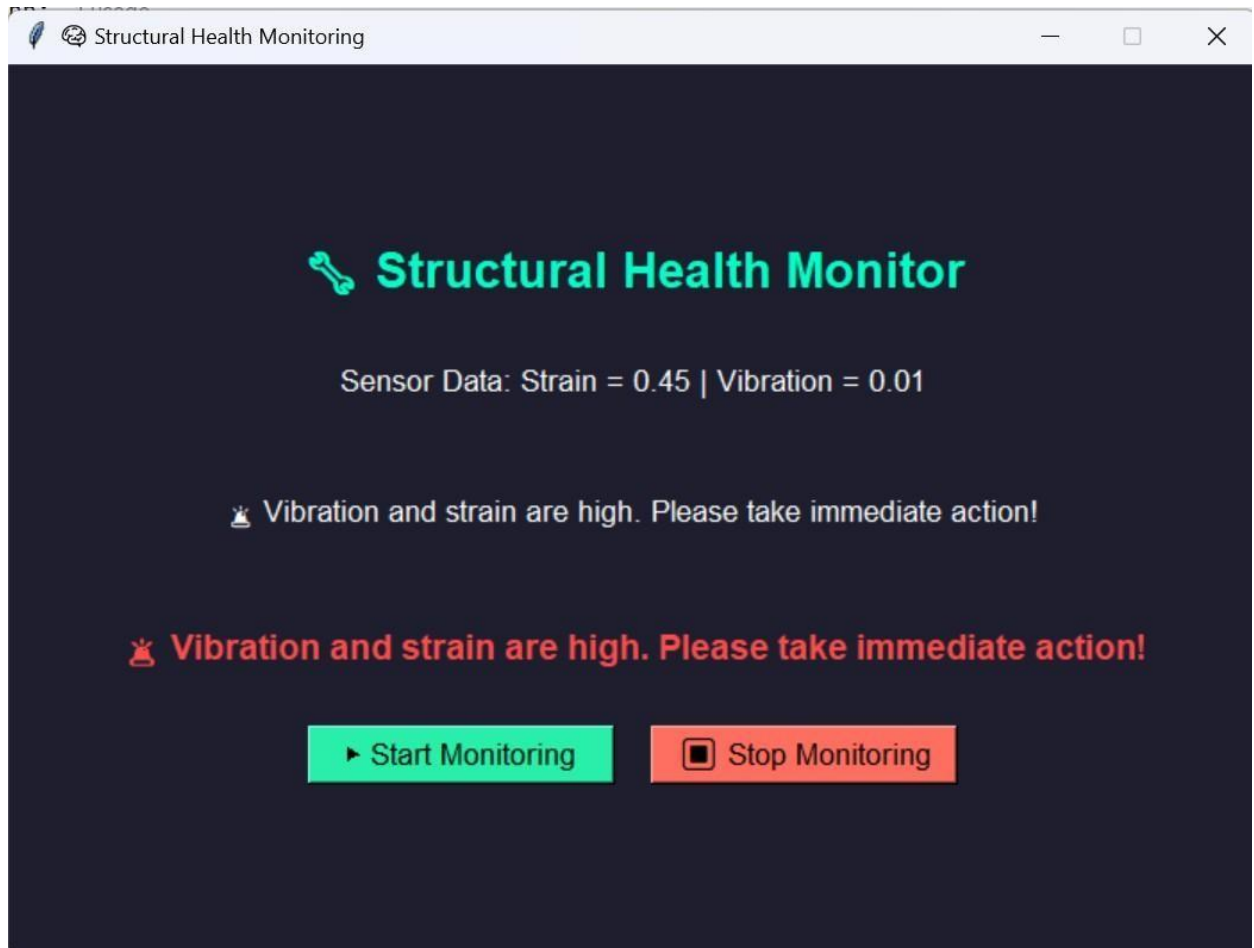 Structural Health Monitoring
Structural Health Monitor
Sensor Data: Strain = 0.45 | Vibration = 0.01
Vibration and strain are high. Please take immediate action!
Vibration and strain are high. Please take immediate action!
Start Monitoring
Stop Monitoring